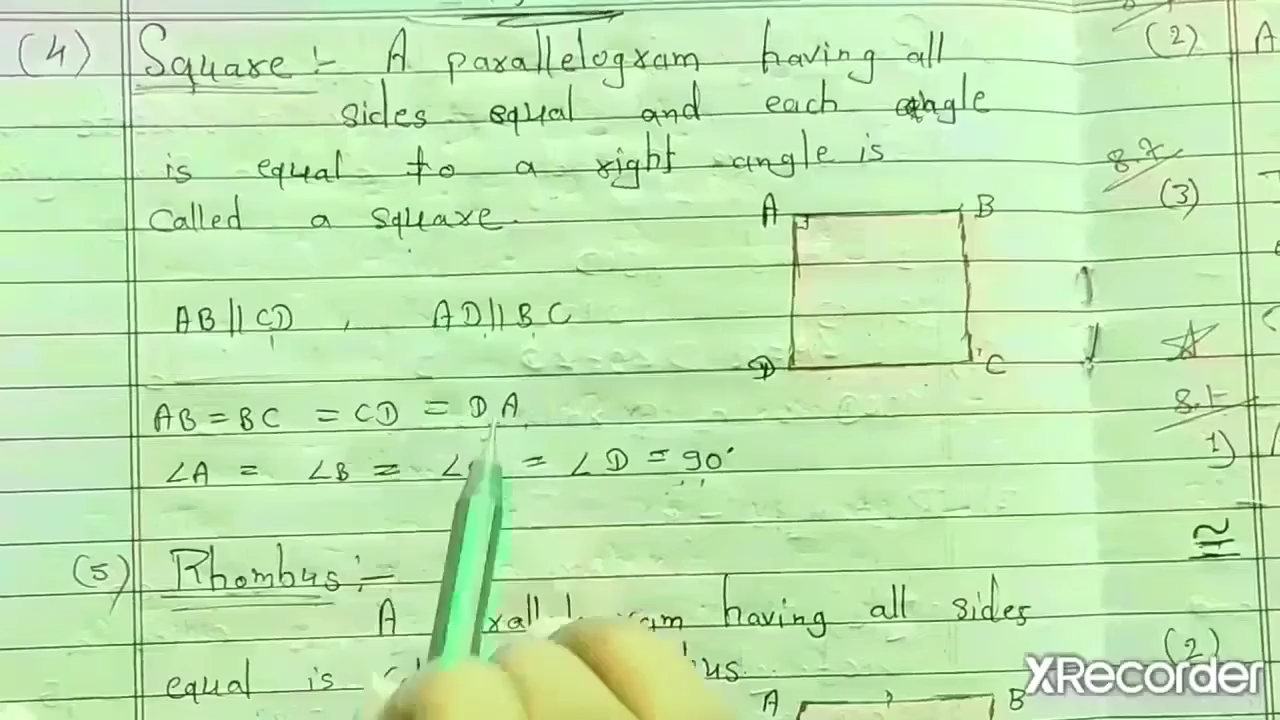 (4) Square :- A parallelogram having all
sides equal and each angle
is equal to a right angle is
Called a square.
A B
D C
AB || CD , AD || BC
AB = BC = CD = DA
∠A = ∠B = ∠ = ∠D = 90°
(5) Rhombus :-
A having all sides
equal is
A B
(2) A
8.7
(3)
8.1
1)
≅
(2)
XRecorder